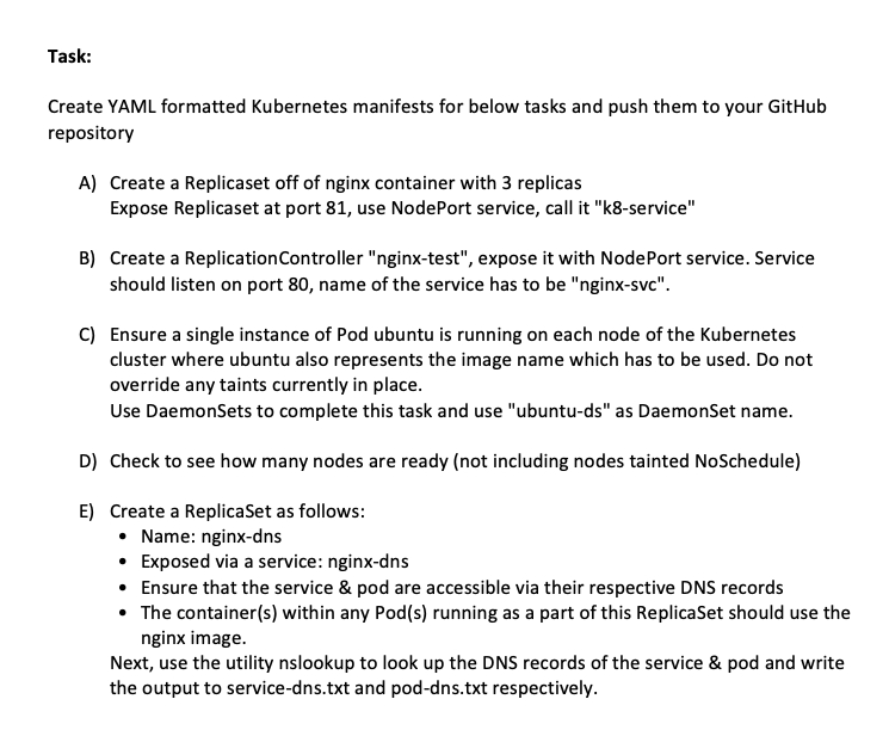 Task:
Create YAML formatted Kubernetes manifests for below tasks and push them to your GitHub
repository
A) Create a Replicaset off of nginx container with 3 replicas
Expose Replicaset at port 81, use NodePort service, call it "k8-service"
B) Create a ReplicationController "nginx-test", expose it with NodePort service. Service
should listen on port 80, name of the service has to be "nginx-svc".
C) Ensure a single instance of Pod ubuntu is running on each node of the Kubernetes
cluster where ubuntu also represents the image name which has to be used. Do not
override any taints currently in place.
Use DaemonSets to complete this task and use "ubuntu-ds" as DaemonSet name.
D) Check to see how many nodes are ready (not including nodes tainted NoSchedule)
E) Create a ReplicaSet as follows:
• Name: nginx-dns
• Exposed via a service: nginx-dns
• Ensure that the service & pod are accessible via their respective DNS records
• The container(s) within any Pod(s) running as a part of this ReplicaSet should use the
nginx image.
Next, use the utility nslookup to look up the DNS records of the service & pod and write
the output to service-dns.txt and pod-dns.txt respectively.